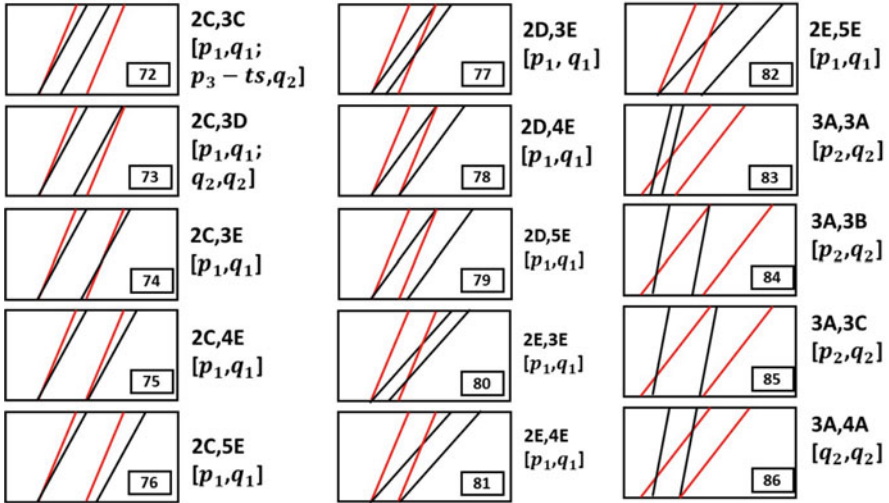 72
2C,3C
[p₁,q₁;
p₃ − ts,q₂]
73
2C,3D
[p₁,q₁;
q₂,q₂]
74
2C,3E
[p₁,q₁]
75
2C,4E
[p₁,q₁]
76
2C,5E
[p₁,q₁]
77
2D,3E
[p₁, q₁]
78
2D,4E
[p₁,q₁]
79
2D,5E
[p₁,q₁]
80
2E,3E
[p₁,q₁]
81
2E,4E
[p₁,q₁]
82
2E,5E
[p₁,q₁]
83
3A,3A
[p₂,q₂]
84
3A,3B
[p₂,q₂]
85
3A,3C
[p₂,q₂]
86
3A,4A
[q₂,q₂]